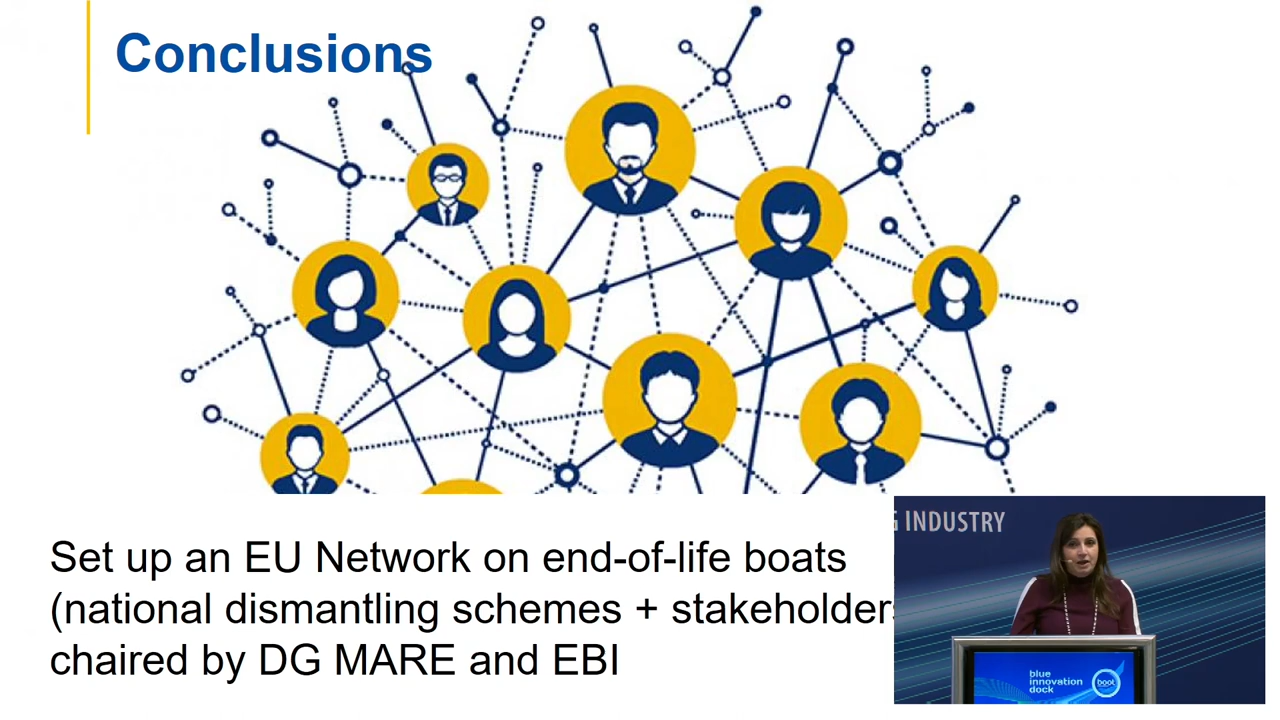 Conclusions
Set up an EU Network on end-of-life boats
(national dismantling schemes + stakeholders
chaired by DG MARE and EBI
INDUSTRY
blue
innovation
dock
boot